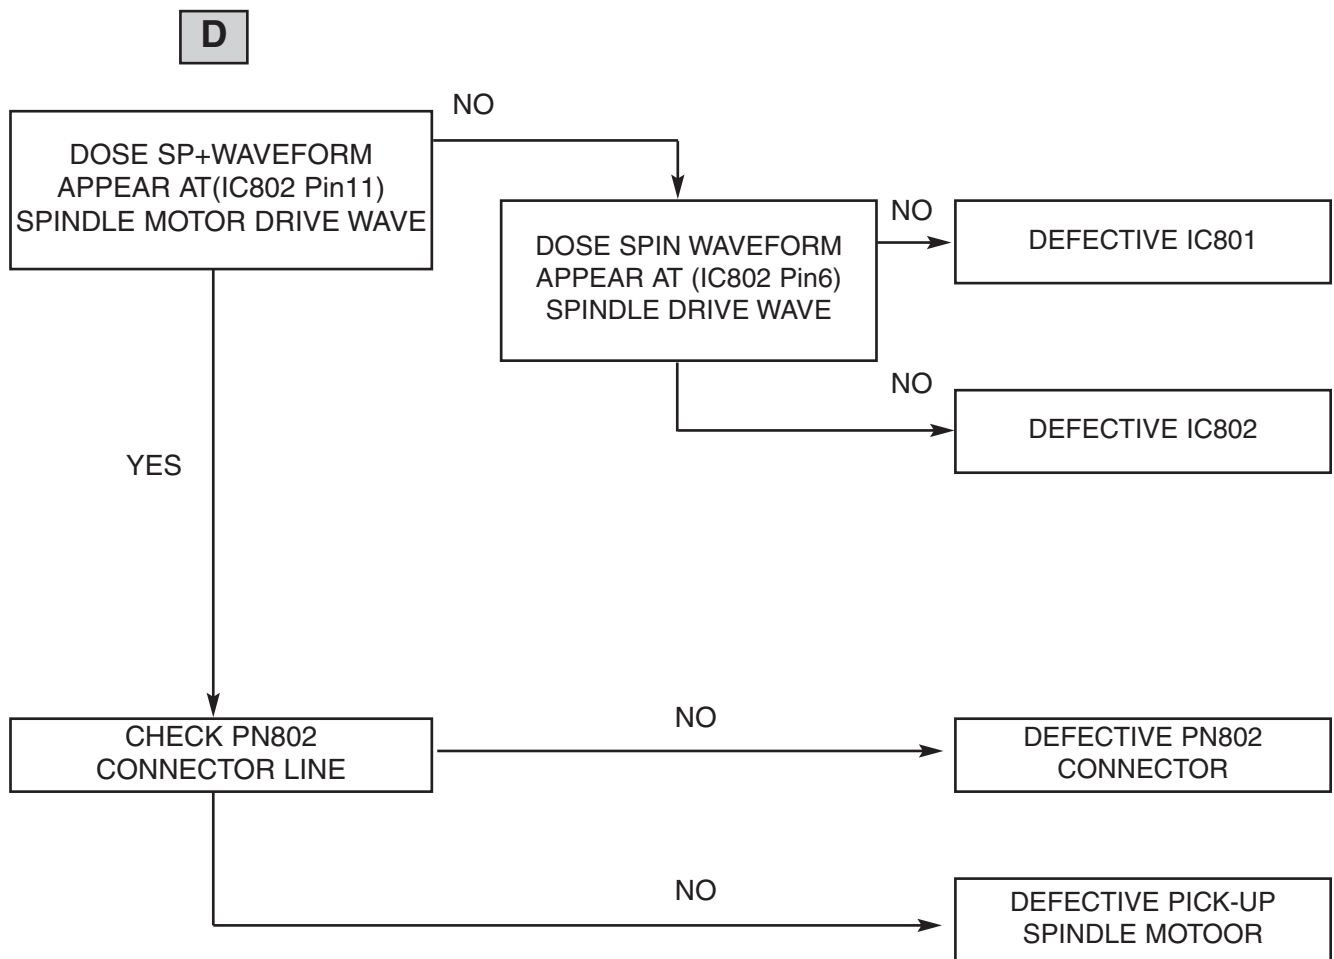 D
NO
DOSE SP+WAVEFORM
APPEAR AT(IC802 Pin11)
SPINDLE MOTOR DRIVE WAVE
NO
DOSE SPIN WAVEFORM
APPEAR AT (IC802 Pin6)
SPINDLE DRIVE WAVE
DEFECTIVE IC801
NO
DEFECTIVE IC802
YES
CHECK PN802
CONNECTOR LINE
NO
DEFECTIVE PN802
CONNECTOR
NO
DEFECTIVE PICK-UP
SPINDLE MOTOOR